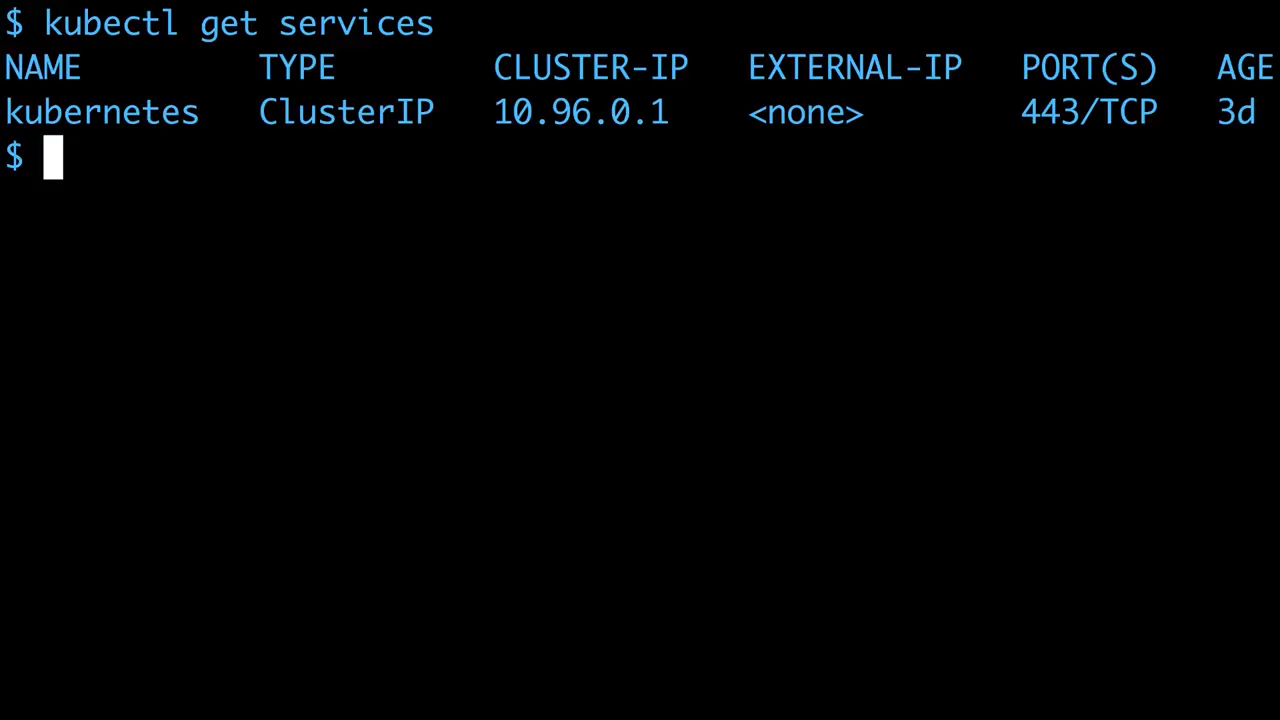 $ kubectl get services
NAME         TYPE        CLUSTER-IP   EXTERNAL-IP   PORT(S)   AGE
kubernetes   ClusterIP   10.96.0.1    <none>        443/TCP   3d
$